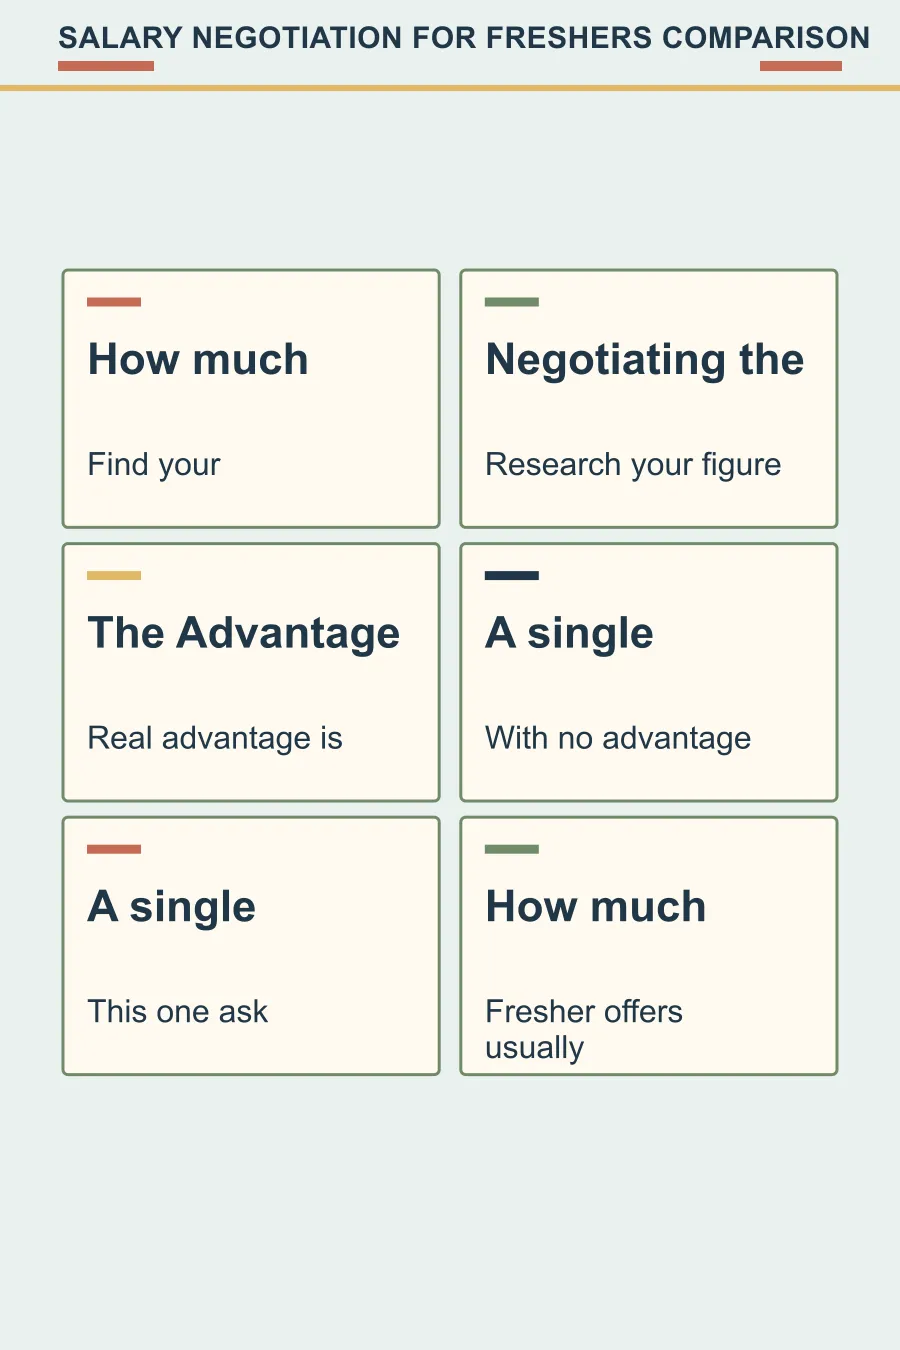 SALARY NEGOTIATION FOR FRESHERS COMPARISON
How much
Find your
Negotiating the
Research your figure
The Advantage
Real advantage is
A single
With no advantage
A single
This one ask
How much
Fresher offers
usually